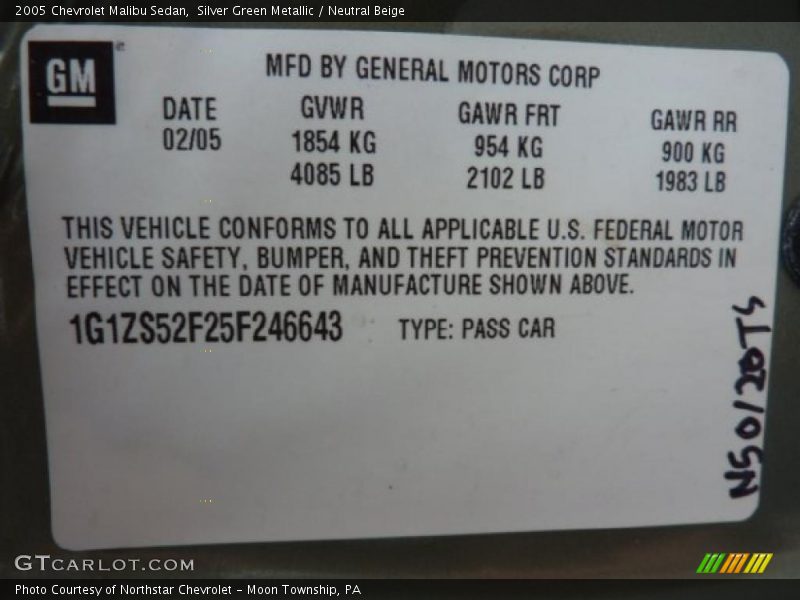 2005 Chevrolet Malibu Sedan,  Silver Green Metallic / Neutral Beige
GM
MFD BY GENERAL MOTORS CORP
DATE GVWR GAWR FRT GAWR RR
02/05 1854 KG 954 KG 900 KG
4085 LB 2102 LB 1983 LB
THIS VEHICLE CONFORMS TO ALL APPLICABLE U.S. FEDERAL MOTOR
VEHICLE SAFETY, BUMPER, AND THEFT PREVENTION STANDARDS IN
EFFECT ON THE DATE OF MANUFACTURE SHOWN ABOVE.
1G1ZS52F25F246643 TYPE: PASS CAR
GTCARLOT.COM
Photo Courtesy of Northstar Chevrolet - Moon Township, PA